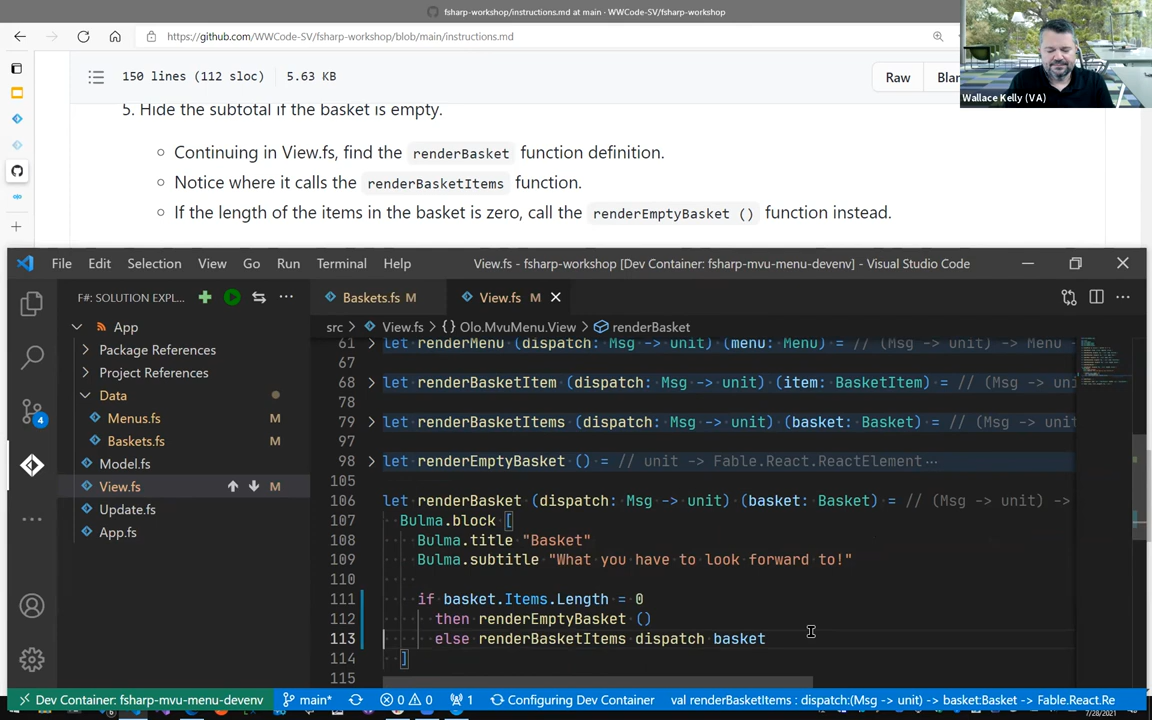 fsharp-workshop/instructions.md at main · WWCode-SV/fsharp-workshop
https://github.com/WWCode-SV/fsharp-workshop/blob/main/instructions.md
150 lines (112 sloc) 5.63 KB
Raw
Blan
Wallace Kelly (VA)
5. Hide the subtotal if the basket is empty.
Continuing in View.fs, find the renderBasket function definition.
Notice where it calls the renderBasketItems function.
If the length of the items in the basket is zero, call the renderEmptyBasket () function instead.
File Edit Selection View Go Run Terminal Help
View.fs - fsharp-workshop [Dev Container: fsharp-mvu-menu-devenv] - Visual Studio Code
F#: SOLUTION EXPL...
App
Package References
Project References
Data
Menus.fs M
Baskets.fs M
Model.fs
View.fs M
Update.fs
App.fs
4
Baskets.fs M
View.fs M
src > View.fs > {} Olo.MvuMenu.View > renderBasket
61 let renderMenu (dispatch: Msg -> unit) (menu: Menu) = // (Msg -> unit) -> Menu
67
68 let renderBasketItem (dispatch: Msg -> unit) (item: BasketItem) = // (Msg -> uni
78
79 let renderBasketItems (dispatch: Msg -> unit) (basket: Basket) = // (Msg -> unit
97
98 let renderEmptyBasket () = // unit -> Fable.React.ReactElement···
105
106 let renderBasket (dispatch: Msg -> unit) (basket: Basket) = // (Msg -> unit) ->
107 Bulma.block [
108 Bulma.title "Basket"
109 Bulma.subtitle "What you have to look forward to!"
110
111 if basket.Items.Length = 0
112 then renderEmptyBasket ()
113 else renderBasketItems dispatch basket
114 ]
115
Dev Container: fsharp-mvu-menu-devenv main* 0 0 1 Configuring Dev Container val renderBasketItems : dispatch:(Msg -> unit) -> basket:Basket -> Fable.React.Re
7/28/2021